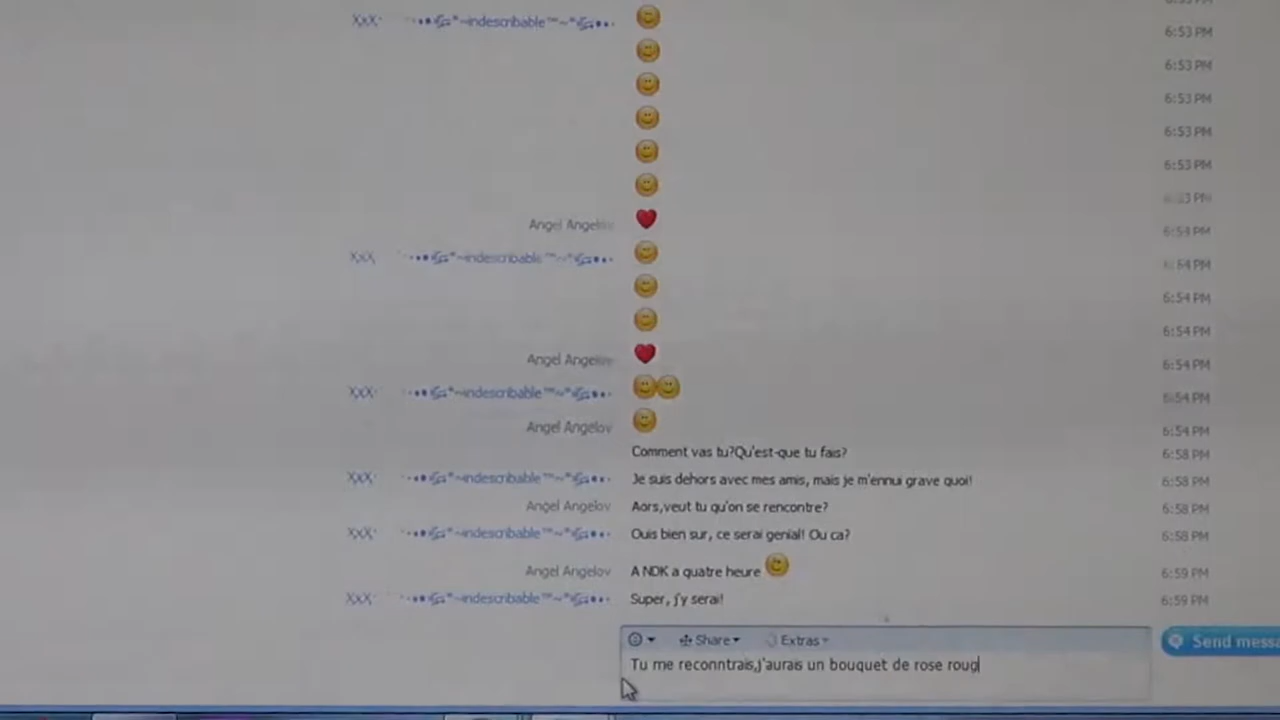 XxX ~indescribable™~ 6:53 PM
6:53 PM
6:53 PM
6:53 PM
6:53 PM
Angel Angelov 6:54 PM
XxX ~indescribable™~ 6:54 PM
6:54 PM
6:54 PM
Angel Angelov 6:54 PM
XxX ~indescribable™~ 6:54 PM
Angel Angelov 6:54 PM
Comment vas tu?Qu'est-que tu fais? 6:58 PM
XxX ~indescribable™~ Je suis dehors avec mes amis, mais je m'ennui grave quoi! 6:58 PM
Angel Angelov Aors,veut tu qu'on se rencontre? 6:58 PM
XxX ~indescribable™~ Ouis bien sur, ce serai genial! Ou ca? 6:58 PM
Angel Angelov A NDK a quatre heure 6:59 PM
XxX ~indescribable™~ Super, j'y serai! 6:59 PM
Share Extras Send messa
Tu me reconntrais,j'aurais un bouquet de rose roug